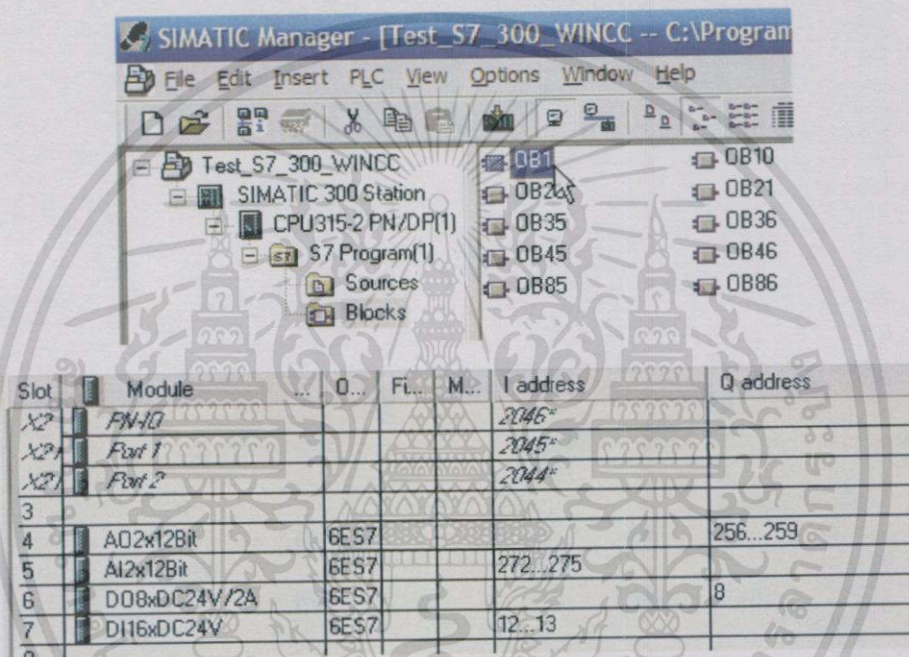 SIMATIC Manager - [Test_S7_300_WINCC -- C:\Program
File Edit Insert PLC View Options Window Help
Test_S7_300_WINCC
SIMATIC 300 Station
CPU315-2 PN/DP(1)
S7 Program(1)
Sources
Blocks
OB1 OB10
OB20 OB21
OB35 OB36
OB45 OB46
OB85 OB86
Slot Module ... O... Fi... M... I address Q address
X2 PN-IO 2046*
X2 Port 1 2045*
X2 Port 2 2044*
3
4 AO2x12Bit 6ES7 256...259
5 AI2x12Bit 6ES7 272...275
6 DO8xDC24V/2A 6ES7 8
7 DI16xDC24V 6ES7 12...13